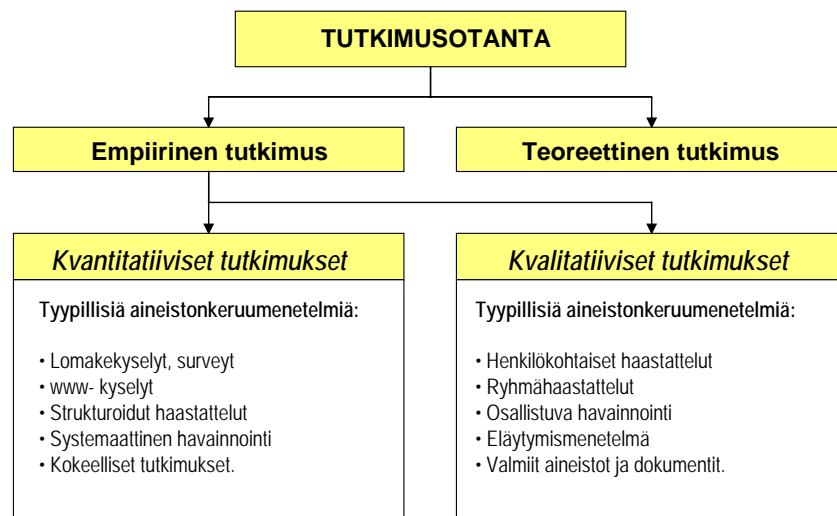 TUTKIMUSOTANTA
Empiirinen tutkimus
Teoreettinen tutkimus
Kvantitatiiviset tutkimukset
Tyypillisiä aineistonkeruumenetelmiä:
• Lomakekyselyt, surveyt
• www- kyselyt
• Strukturoidut haastattelut
• Systemaattinen havainnointi
• Kokeelliset tutkimukset.
Kvalitatiiviset tutkimukset
Tyypillisiä aineistonkeruumenetelmiä:
• Henkilökohtaiset haastattelut
• Ryhmähaastattelut
• Osallistuva havainnointi
• Eläytymismenetelmä
• Valmiit aineistot ja dokumentit.